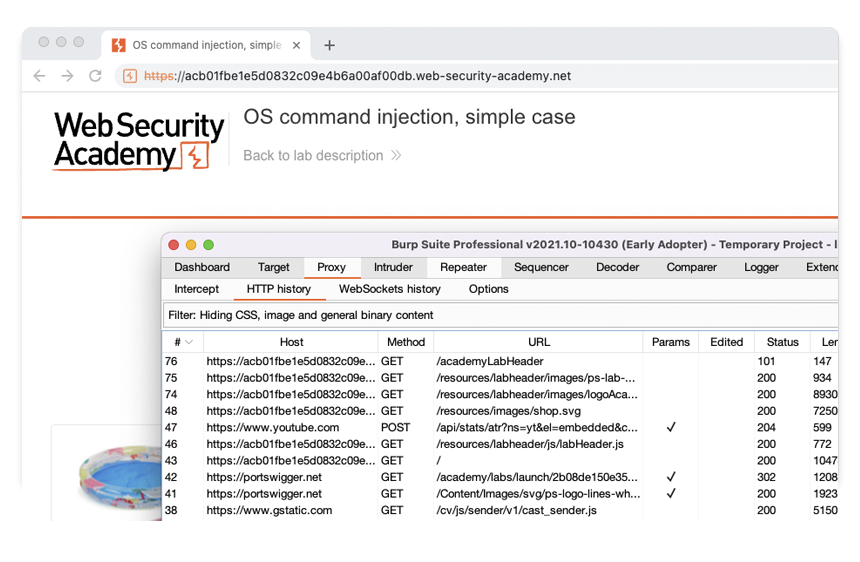 OS command injection, simple
https://acb01fbe1e5d0832c09e4b6a00af00db.web-security-academy.net
Web Security
Academy
OS command injection, simple case
Back to lab description
Burp Suite Professional v2021.10-10430 (Early Adopter) - Temporary Project - l
Dashboard Target Proxy Intruder Repeater Sequencer Decoder Comparer Logger Extend
Intercept HTTP history WebSockets history Options
Filter: Hiding CSS, image and general binary content
# Host Method URL Params Edited Status Ler
76 https://acb01fbe1e5d0832c09e... GET /academyLabHeader 101 147
75 https://acb01fbe1e5d0832c09e... GET /resources/labheader/images/ps-lab-... 200 934
74 https://acb01fbe1e5d0832c09e... GET /resources/labheader/images/logoAca... 200 8930
48 https://acb01fbe1e5d0832c09e... GET /resources/images/shop.svg 200 7250
47 https://www.youtube.com POST /api/stats/atr?ns=yt&el=embedded&c... ✓ 204 599
46 https://acb01fbe1e5d0832c09e... GET /resources/labheader/js/labHeader.js 200 772
43 https://acb01fbe1e5d0832c09e... GET / 200 1047
42 https://portswigger.net GET /academy/labs/launch/2b08de150e35... ✓ 302 1208
41 https://portswigger.net GET /Content/Images/svg/ps-logo-lines-wh... ✓ 200 1923
38 https://www.gstatic.com GET /cv/js/sender/v1/cast_sender.js 200 5150